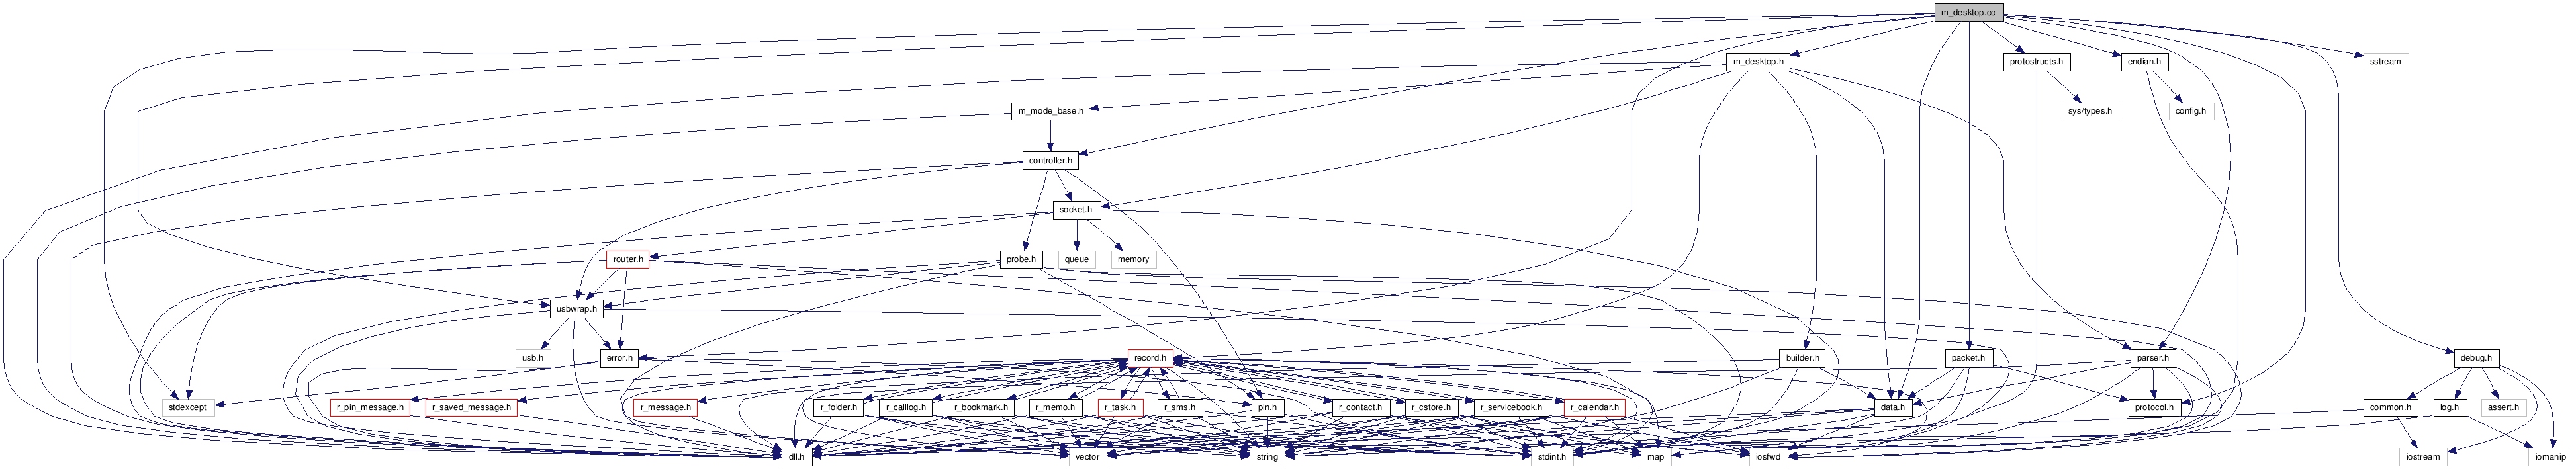 m_desktop.cc
m_desktop.h
protostructs.h
endian.h
sstream
m_mode_base.h
sys/types.h
config.h
controller.h
socket.h
router.h
probe.h
queue
memory
usbwrap.h
usb.h
error.h
record.h
builder.h
packet.h
parser.h
debug.h
stdexcept
r_pin_message.h
r_saved_message.h
r_message.h
r_folder.h
r_calllog.h
r_bookmark.h
r_memo.h
r_task.h
r_sms.h
pin.h
r_contact.h
r_cstore.h
r_servicebook.h
r_calendar.h
data.h
protocol.h
common.h
log.h
assert.h
dll.h
vector
string
stdint.h
map
iosfwd
iostream
iomanip